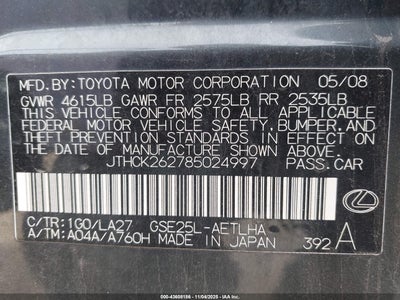 MFD.BY:TOYOTA MOTOR CORPORATION 05/08
GVWR 4615LB GAWR FR 2575LB RR 2535LB
THIS VEHICLE CONFORMS TO ALL APPLICABLE
FEDERAL MOTOR VEHICLE SAFETY, BUMPER, AND
THEFT PREVENTION STANDARDS IN EFFECT ON
THE DATE OF MANUFACTURE SHOWN ABOVE.
JTHCK262785024997 PASS.CAR
C/TR:1G0/LA27 GSE25L-AETLHA
A/TM:A04A/A760H MADE IN JAPAN 392 A
000-43608186 - 11/04/2025 - IAAI.COM